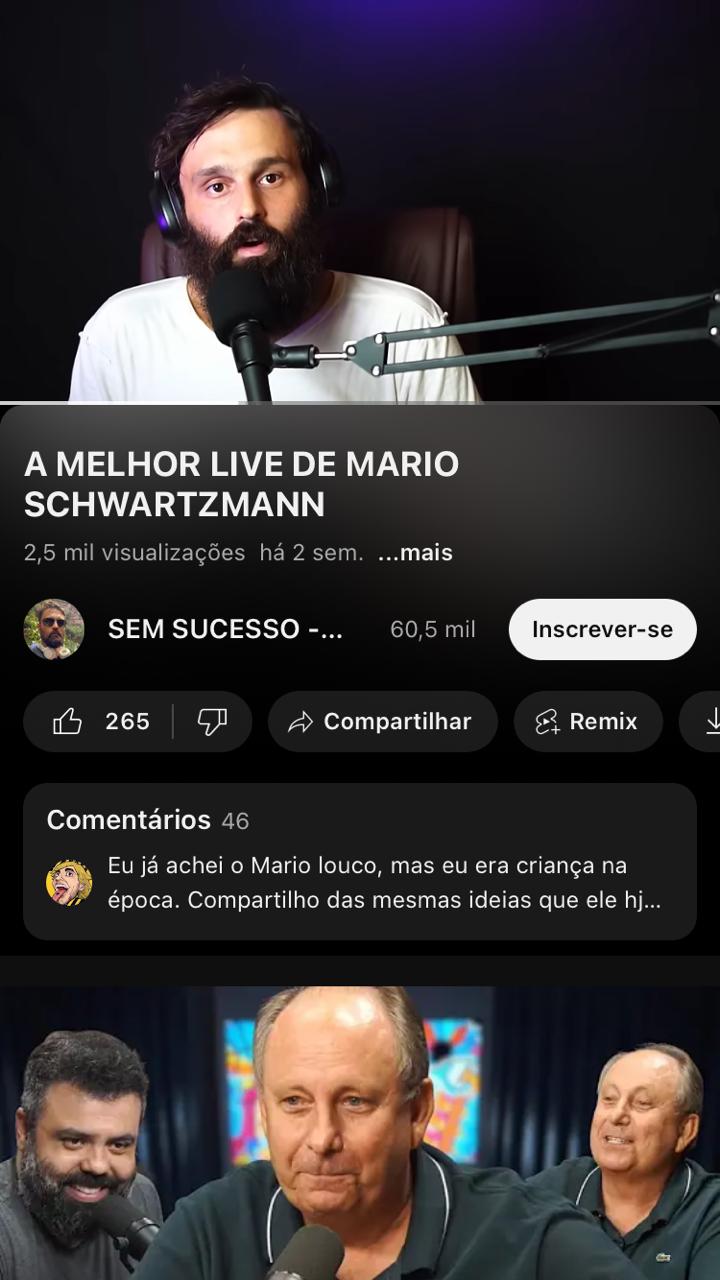 A MELHOR LIVE DE MARIO
SCHWARTZMANN
2,5 mil visualizações há 2 sem. ...mais
SEM SUCESSO -... 60,5 mil Inscrever-se
265 Compartilhar Remix
Comentários 46
Eu já achei o Mario louco, mas eu era criança na
época. Compartilho das mesmas ideias que ele hj...